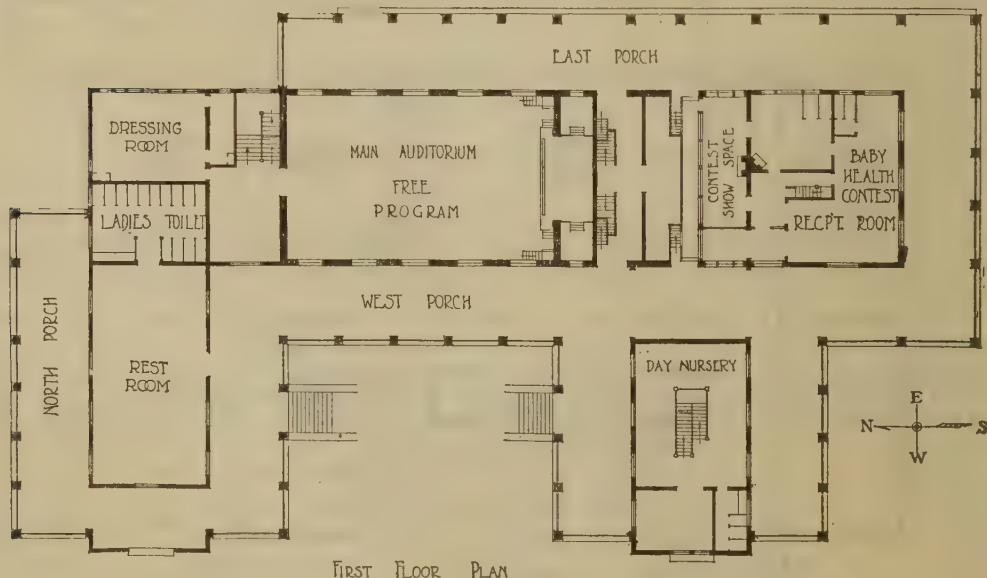 EAST PORCH
DRESSING
ROOM
MAIN AUDITORIUM
FREE
PROGRAM
CONTEST
SHOW SPACE
BABY
HEALTH
CONTEST
RECP'T. ROOM
LADIES TOILET
WEST PORCH
NORTH PORCH
REST
ROOM
DAY NURSERY
E
N
S
W
FIRST FLOOR PLAN